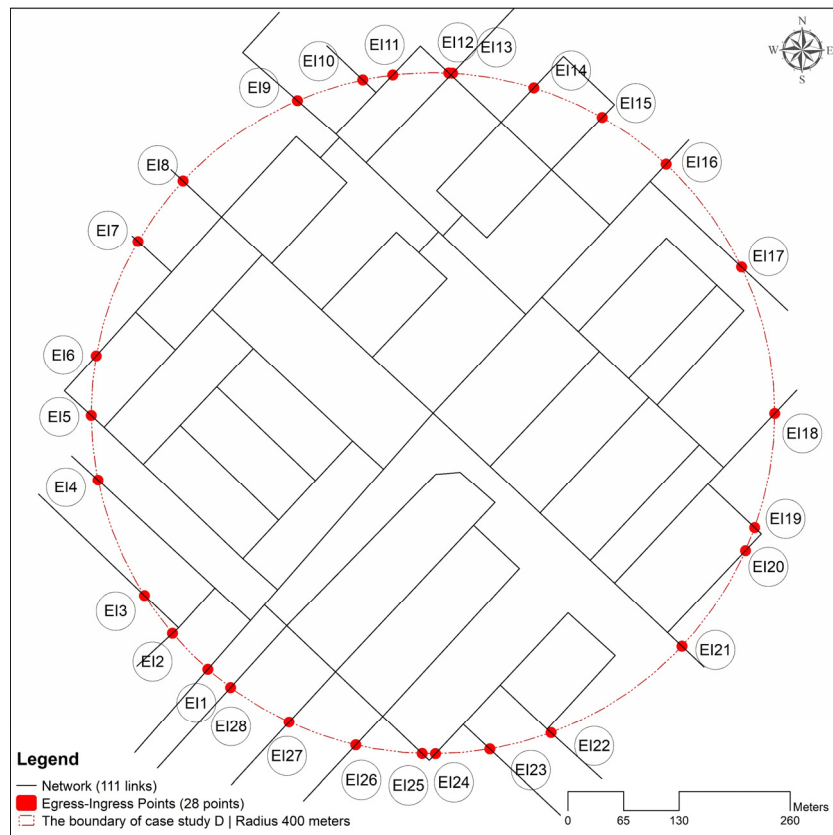 N
W E
S
EI12
EI13
EI11
EI10
EI14
EI9
EI15
EI16
EI8
EI7
EI17
EI6
EI5
EI18
EI4
EI19
EI20
EI3
EI2
EI21
EI1
EI28
EI27
EI26
EI25
EI24
EI23
EI22
Legend
Network (111 links)
Egress-Ingress Points (28 points)
The boundary of case study D | Radius 400 meters
Meters
0 65 130 260